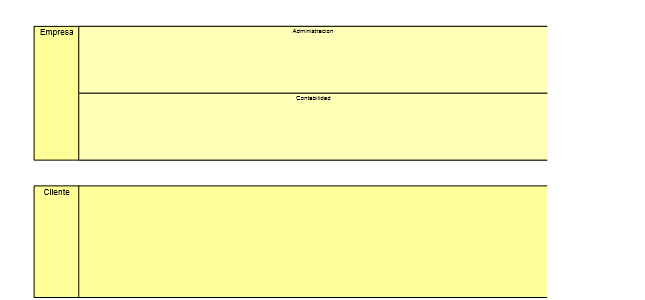 Empresa
Administracion
Contabilidad
Cliente